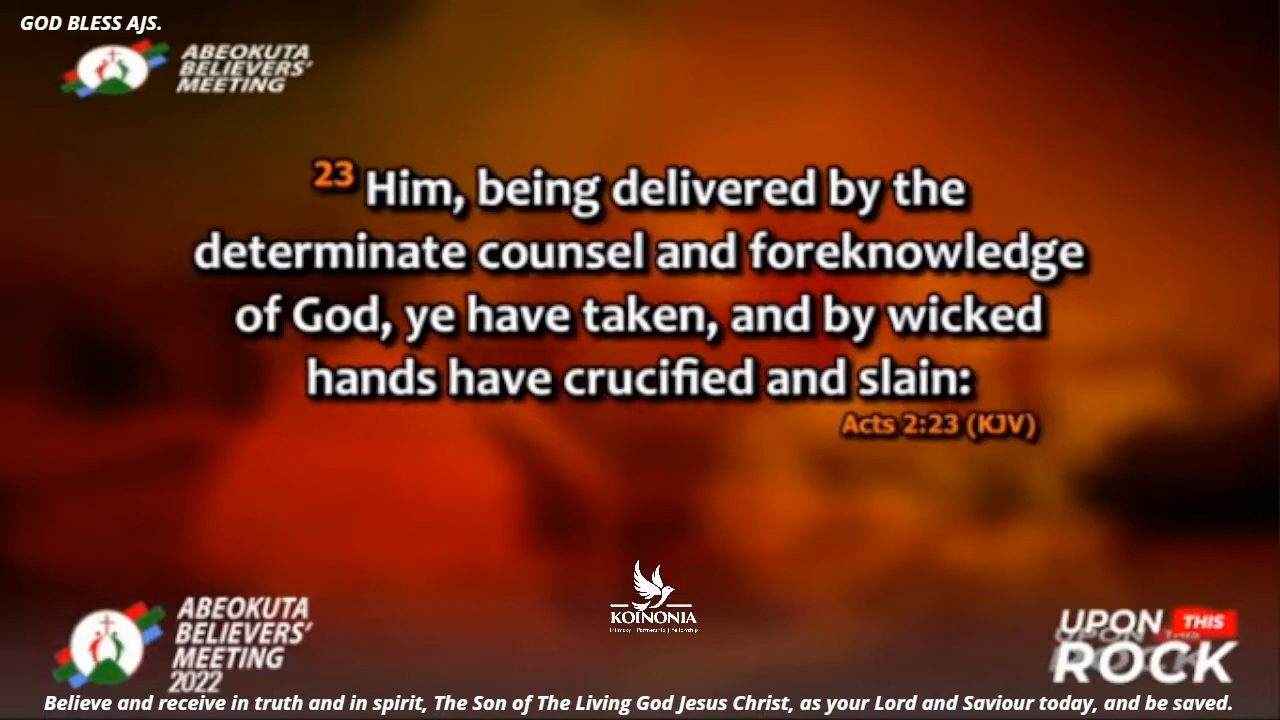 GOD BLESS AJS.
ABEOKUTA
BELIEVERS'
MEETING
23 Him, being delivered by the
determinate counsel and foreknowledge
of God, ye have taken, and by wicked
hands have crucified and slain:
Acts 2:23 (KJV)
KOINONIA
Intimacy | Partnership | Fellowship
ABEOKUTA
BELIEVERS'
MEETING
2022
UPON THIS
ROCK
Believe and receive in truth and in spirit, The Son of The Living God Jesus Christ, as your Lord and Saviour today, and be saved.